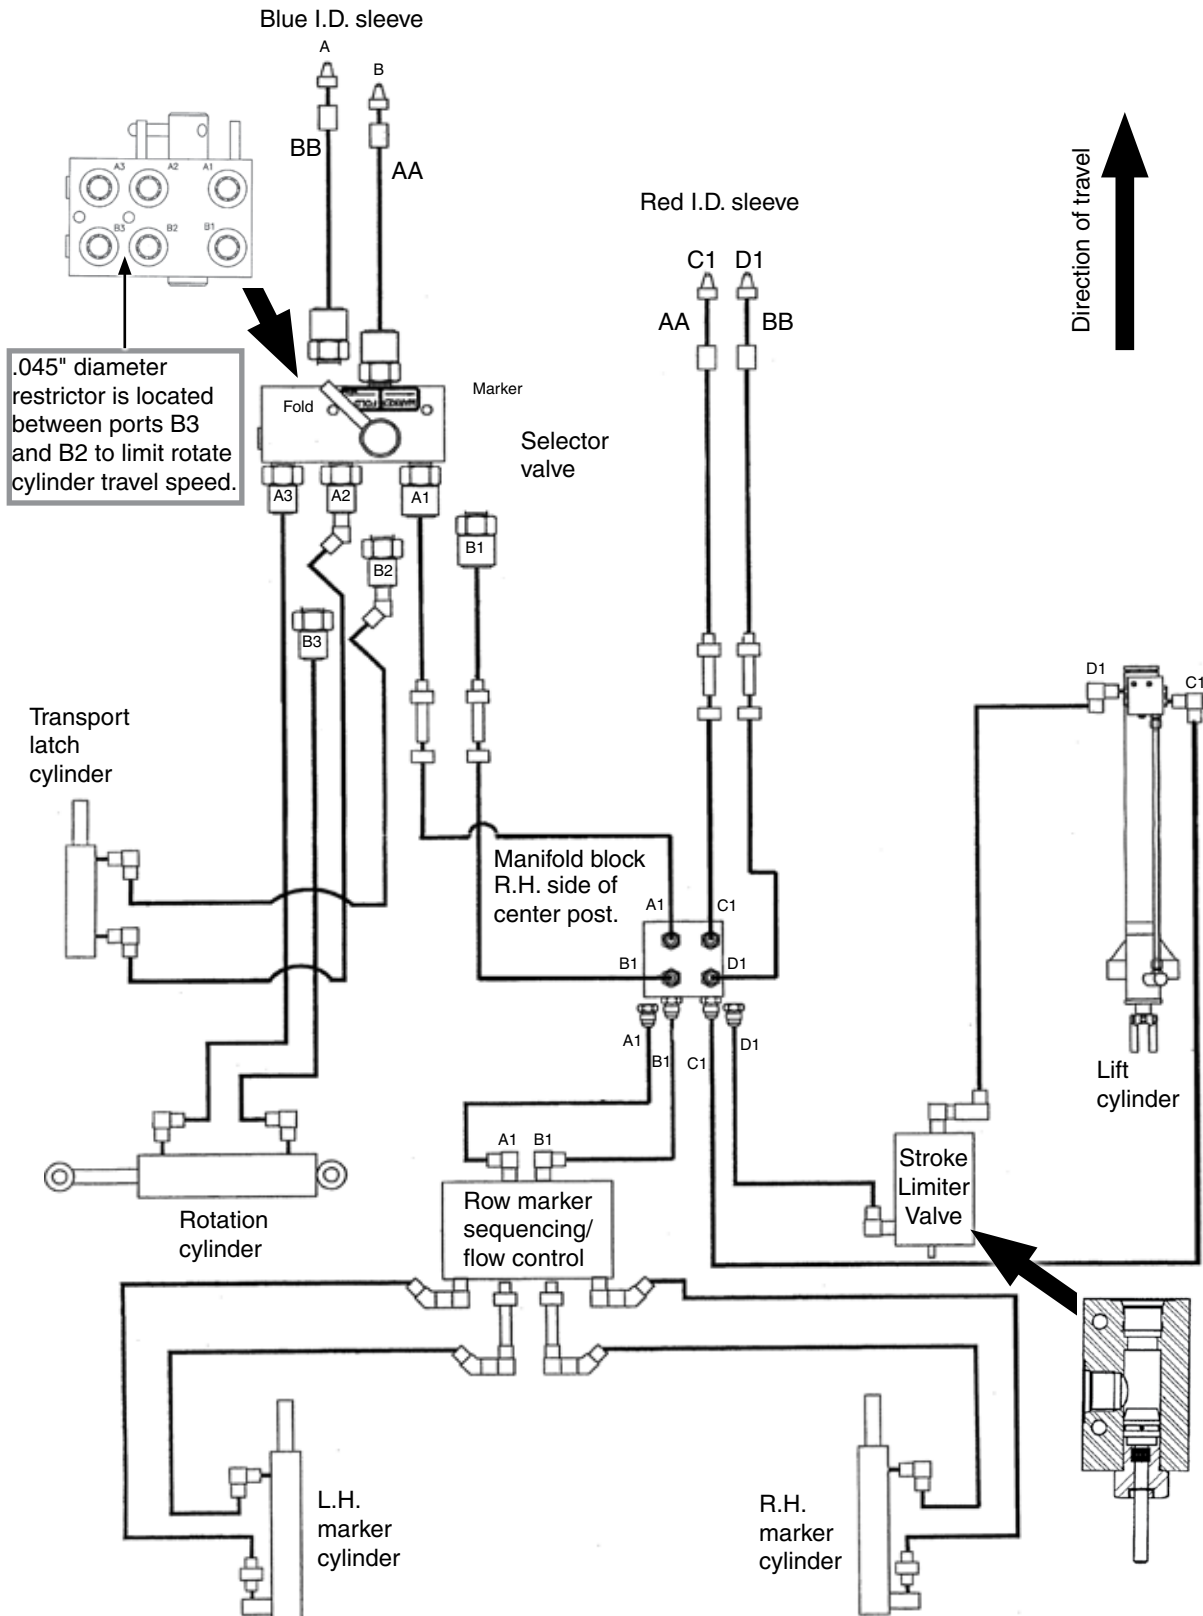 Blue I.D. sleeve
A
B
BB
AA
A3
A2
A1
B3
B2
B1
Red I.D. sleeve
C1
D1
AA
BB
Direction of travel
.045" diameter
restrictor is located
between ports B3
and B2 to limit rotate
cylinder travel speed.
Fold
FOLD
Marker
Selector
valve
A3
A2
A1
B1
B2
B3
D1
C1
Transport
latch
cylinder
Manifold block
R.H. side of
center post.
A1
C1
B1
D1
A1
B1
C1
D1
Lift
cylinder
A1
B1
Stroke
Limiter
Valve
Row marker
sequencing/
flow control
Rotation
cylinder
L.H.
marker
cylinder
R.H.
marker
cylinder